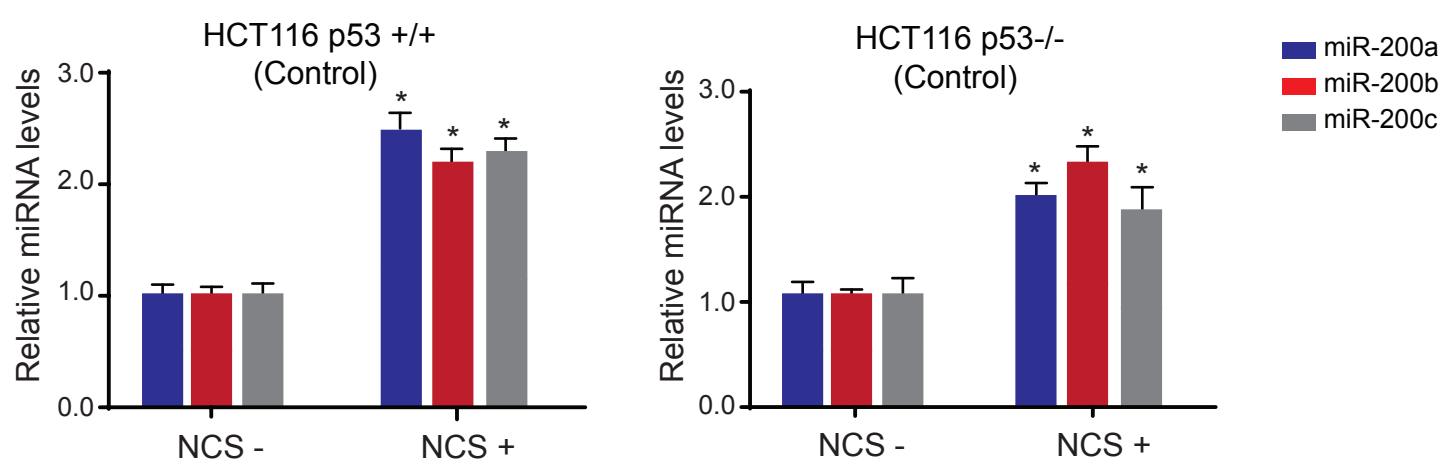 HCT116 p53 +/+
(Control)
Relative miRNA levels
3.0
2.0
1.0
0.0
* * *
NCS -
NCS +
HCT116 p53-/-
(Control)
Relative miRNA levels
3.0
2.0
1.0
0.0
* * *
NCS -
NCS +
miR-200a
miR-200b
miR-200c